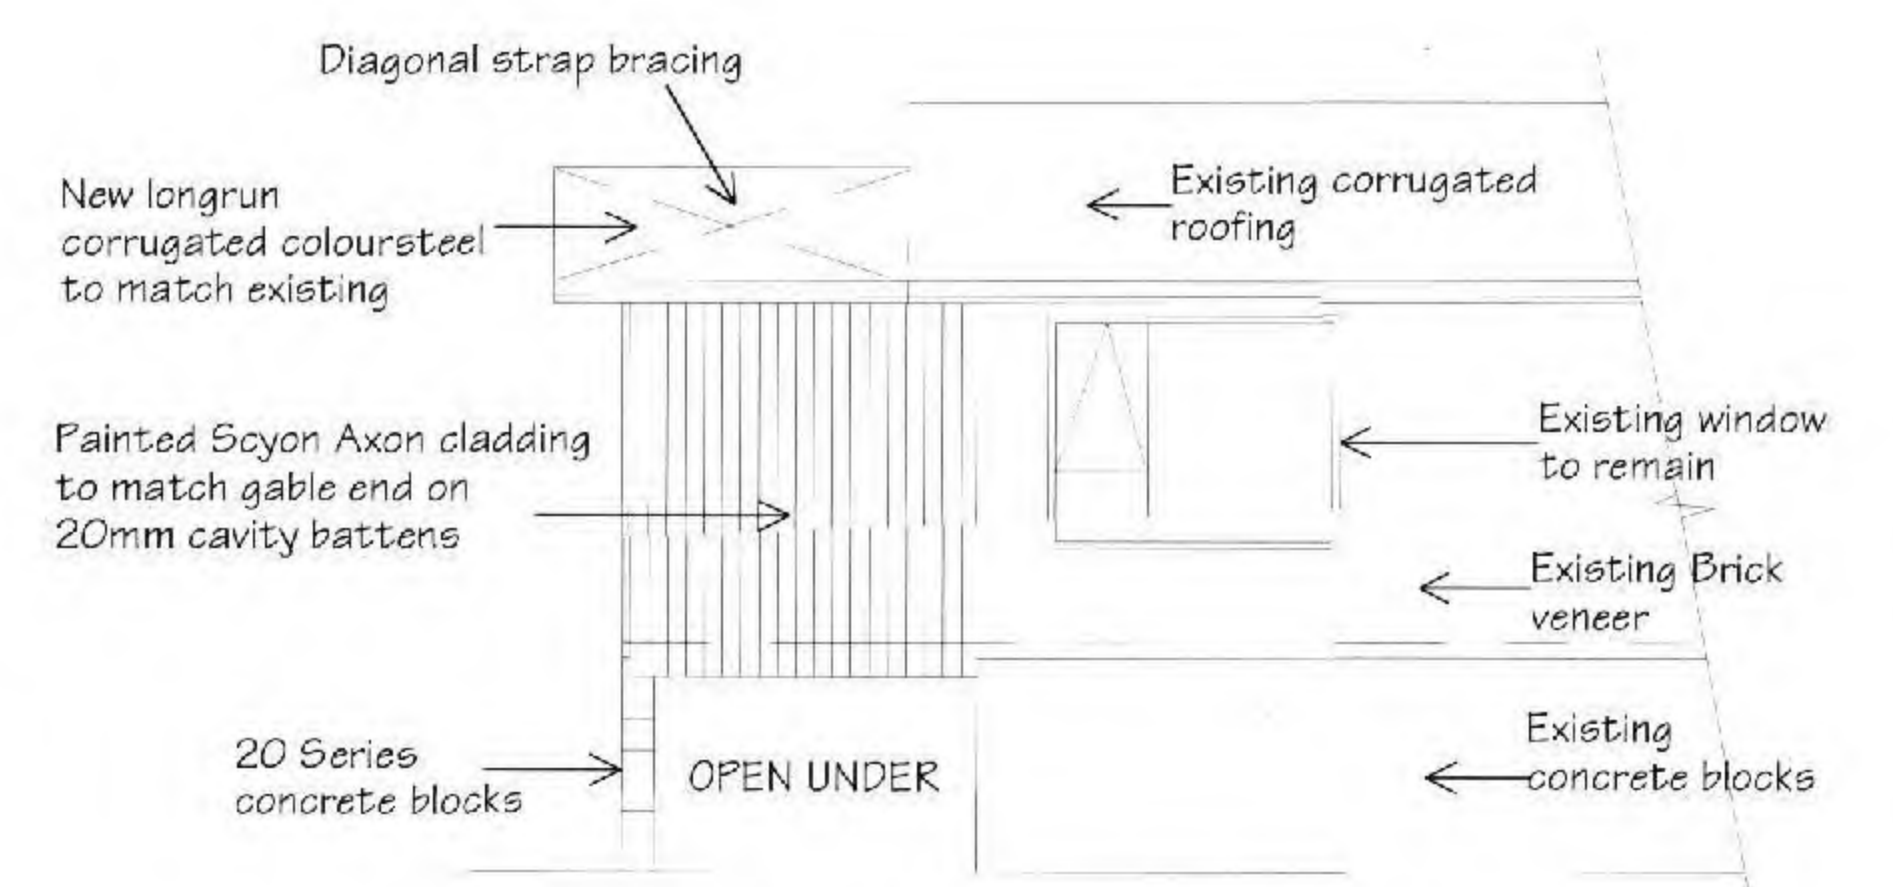 Diagonal strap bracing
New longrun
corrugated coloursteel
to match existing
Existing corrugated
roofing
Painted Scyon Axon cladding
to match gable end on
20mm cavity battens
Existing window
to remain
Existing Brick
veneer
20 Series
concrete blocks
OPEN UNDER
Existing
concrete blocks